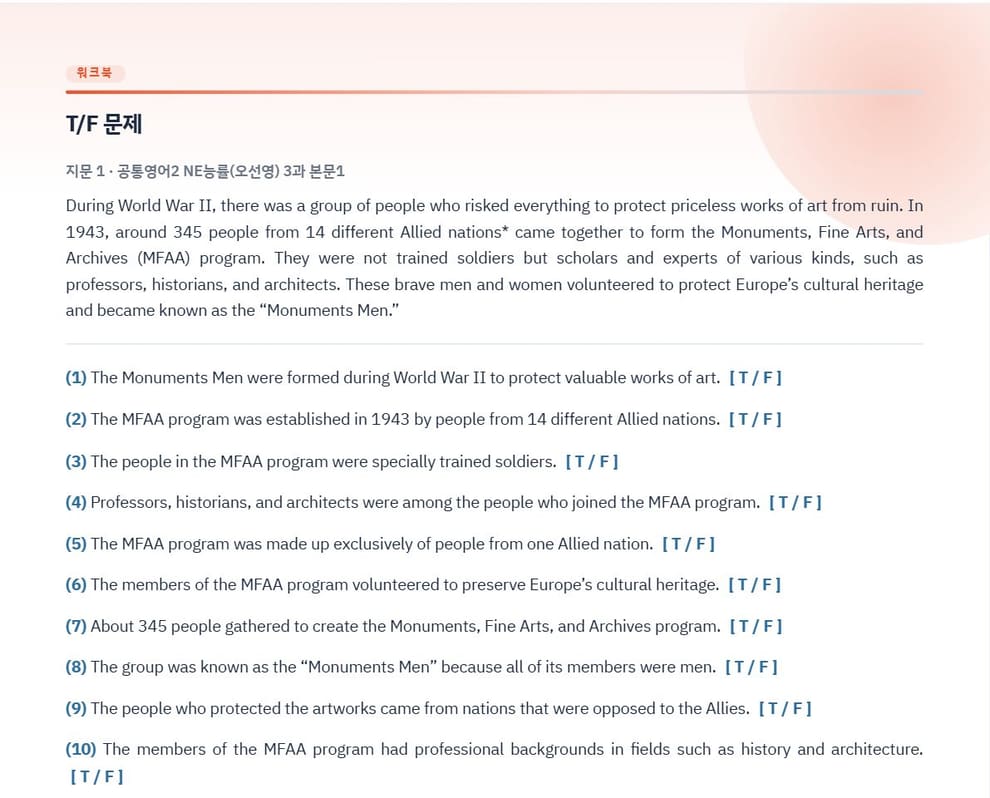 워크북
T/F 문제
지문 1 · 공통영어2 NE능률(오선영) 3과 본문1
During World War II, there was a group of people who risked everything to protect priceless works of art from ruin. In
1943, around 345 people from 14 different Allied nations* came together to form the Monuments, Fine Arts, and
Archives (MFAA) program. They were not trained soldiers but scholars and experts of various kinds, such as
professors, historians, and architects. These brave men and women volunteered to protect Europe’s cultural heritage
and became known as the “Monuments Men.”
(1) The Monuments Men were formed during World War II to protect valuable works of art. [ T / F ]
(2) The MFAA program was established in 1943 by people from 14 different Allied nations. [ T / F ]
(3) The people in the MFAA program were specially trained soldiers. [ T / F ]
(4) Professors, historians, and architects were among the people who joined the MFAA program. [ T / F ]
(5) The MFAA program was made up exclusively of people from one Allied nation. [ T / F ]
(6) The members of the MFAA program volunteered to preserve Europe’s cultural heritage. [ T / F ]
(7) About 345 people gathered to create the Monuments, Fine Arts, and Archives program. [ T / F ]
(8) The group was known as the “Monuments Men” because all of its members were men. [ T / F ]
(9) The people who protected the artworks came from nations that were opposed to the Allies. [ T / F ]
(10) The members of the MFAA program had professional backgrounds in fields such as history and architecture.
[ T / F ]